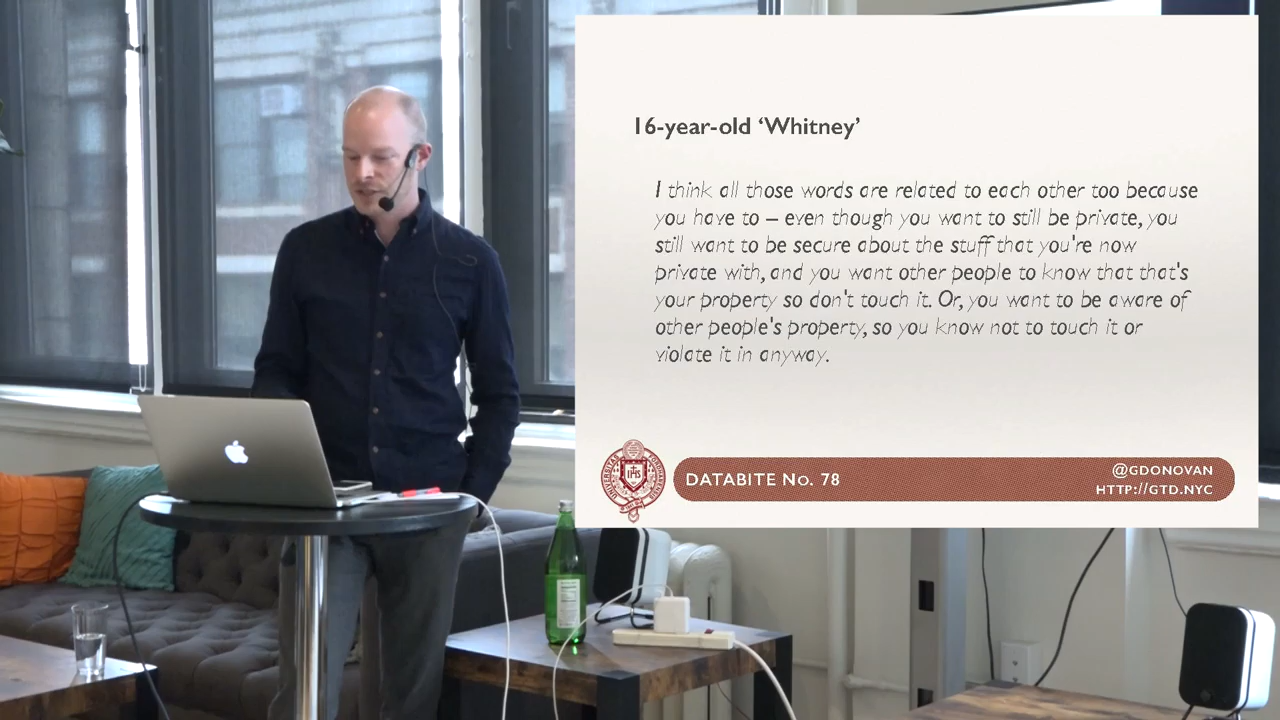 16-year-old ‘Whitney’
I think all those words are related to each other too because
you have to – even though you want to still be private, you
still want to be secure about the stuff that you're now
private with, and you want other people to know that that's
your property so don't touch it. Or, you want to be aware of
other people's property, so you know not to touch it or
violate it in anyway.
DATABITE No. 78
@GDONOVAN
HTTP://GTD.NYC
IHS